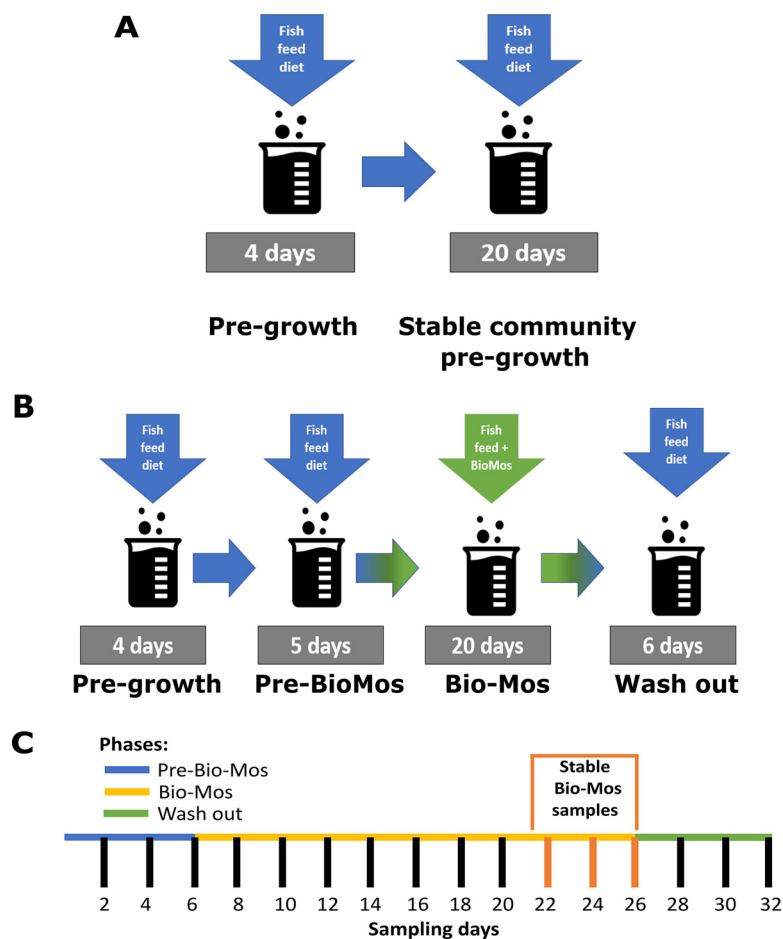 A
Fish
feed
diet
Fish
feed
diet
4 days
20 days
Pre-growth
Stable community
pre-growth
B
Fish
feed
diet
Fish
feed
diet
Fish
feed +
BioMos
Fish
feed
diet
4 days
5 days
20 days
6 days
Pre-growth
Pre-BioMos
Bio-Mos
Wash out
C
Phases:
Pre-Bio-Mos
Bio-Mos
Wash out
Stable
Bio-Mos
samples
2 4 6 8 10 12 14 16 18 20 22 24 26 28 30 32
Sampling days